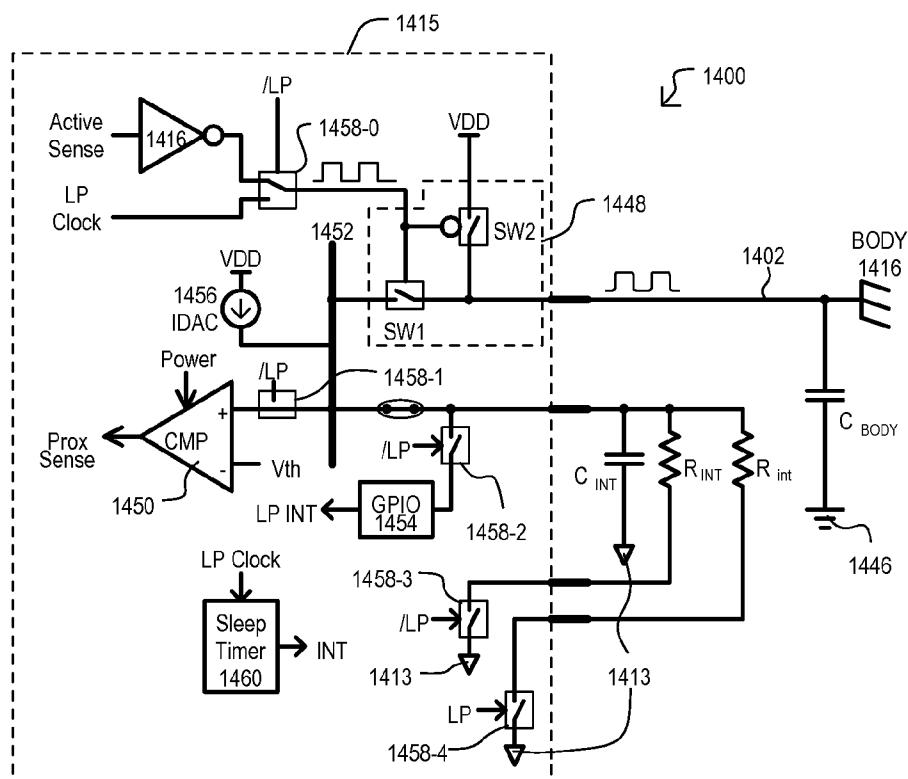 1415
1400
/LP
1458-0
VDD
Active
Sense
1416
LP
Clock
1448
SW2
1452
1402
BODY
1416
VDD
1456
IDAC
SW1
Power
/LP
1458-1
+
CMP
-
Prox
Sense
Vth
1450
/LP
LP INT
GPIO
1454
1458-2
C INT
R INT
R int
C BODY
1446
LP Clock
Sleep
Timer
1460
INT
1458-3
/LP
1413
1413
LP
1458-4